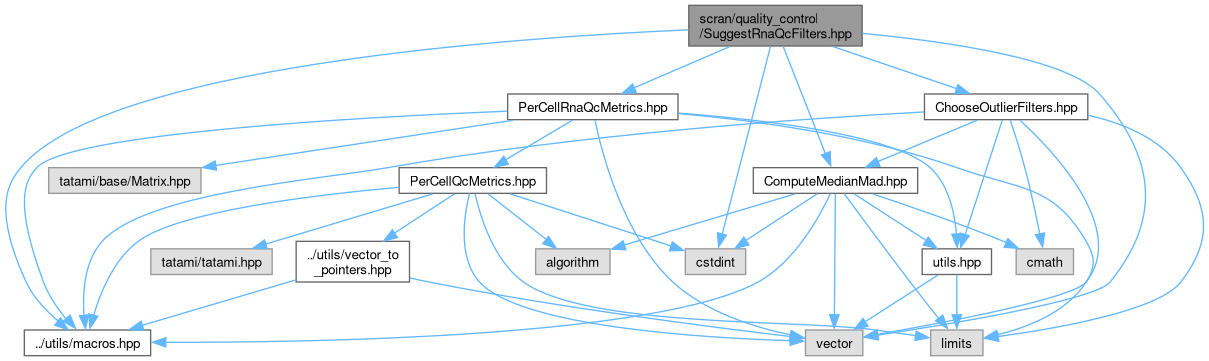 scran/quality_control
/SuggestRnaQcFilters.hpp
PerCellRnaQcMetrics.hpp
ChooseOutlierFilters.hpp
tatami/base/Matrix.hpp
PerCellQcMetrics.hpp
ComputeMedianMad.hpp
tatami/tatami.hpp
../utils/vector_to
_pointers.hpp
algorithm
cstdint
utils.hpp
cmath
../utils/macros.hpp
vector
limits